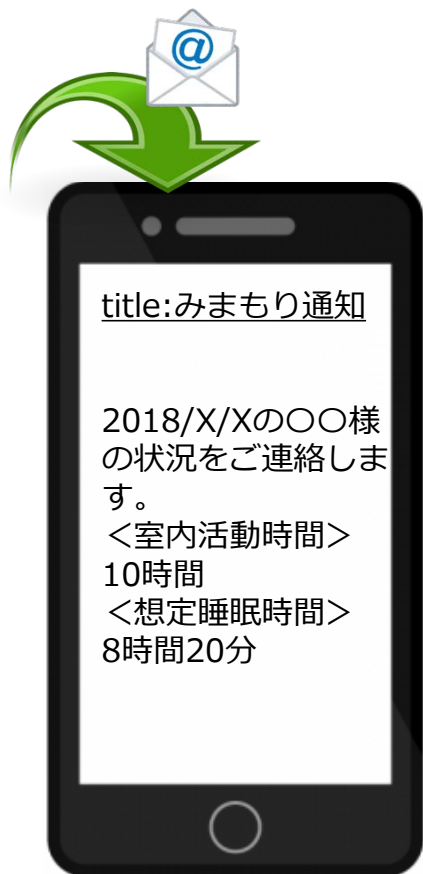 @
title:みまもり通知
2018/X/Xの〇〇様
の状況をご連絡しま
す。
＜室内活動時間＞
10時間
＜想定睡眠時間＞
8時間20分